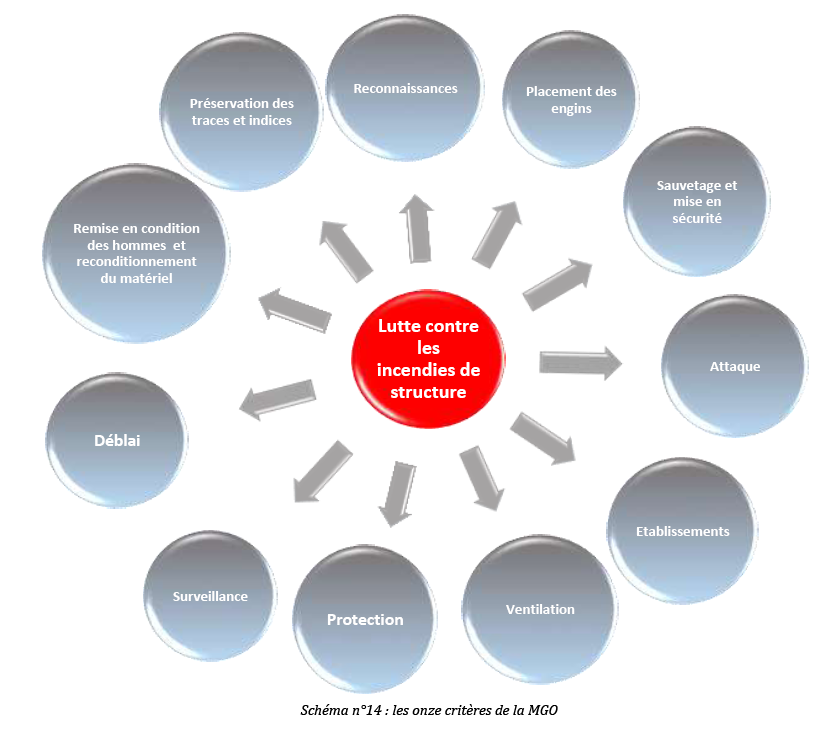 Reconnaissances
Placement des
engins
Sauvetage et
mise en
sécurité
Attaque
Etablissements
Ventilation
Protection
Surveillance
Déblai
Remise en condition
des hommes et
reconditionnement
du matériel
Préservation des
traces et indices
Lutte contre
les
incendies de
structure
Schéma n°14 : les onze critères de la MGO